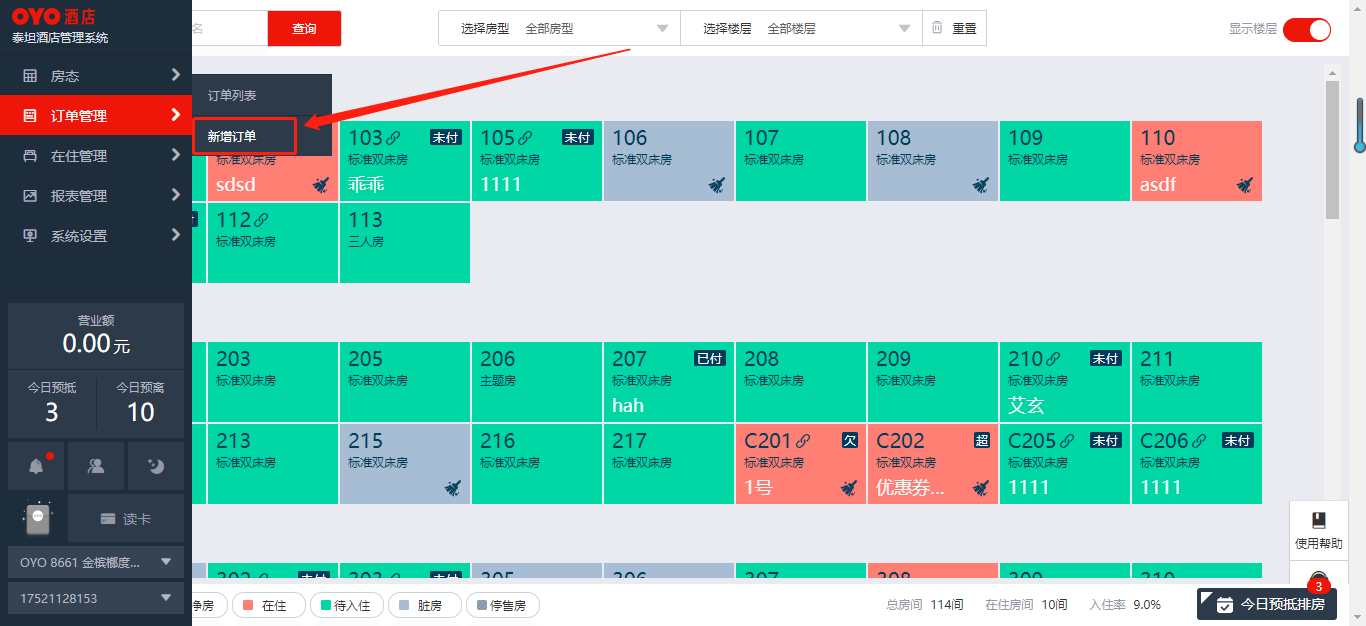 OYO 酒店
泰坦酒店管理系统
房态
订单管理
在住管理
报表管理
系统设置
营业额
0.00元
今日预抵
3
今日预离
10
读卡
OYO 8661 金槟榔度...
17521128153
名
查询
选择房型 全部房型
选择楼层 全部楼层
重置
显示楼层
订单列表
新增订单
标准双床房
sdsd
103 未付
标准双床房
乖乖
105 未付
标准双床房
1111
106
标准双床房
107
标准双床房
108
标准双床房
109
标准双床房
110
标准双床房
asdf
112
标准双床房
113
三人房
203
标准双床房
205
标准双床房
206
主题房
207 已付
标准双床房
hah
208
标准双床房
209
标准双床房
210 未付
标准双床房
艾玄
211
标准双床房
213
标准双床房
215
标准双床房
216
标准双床房
217
标准双床房
C201 欠
标准双床房
1号
C202 超
标准双床房
优惠券...
C205 未付
标准双床房
1111
C206 未付
标准双床房
1111
302 未付
303 未付
305
306
307
308
309
310
净房
在住
待入住
脏房
停售房
总房间 114间
在住房间 10间
入住率 9.0%
使用帮助
3
今日预抵排房